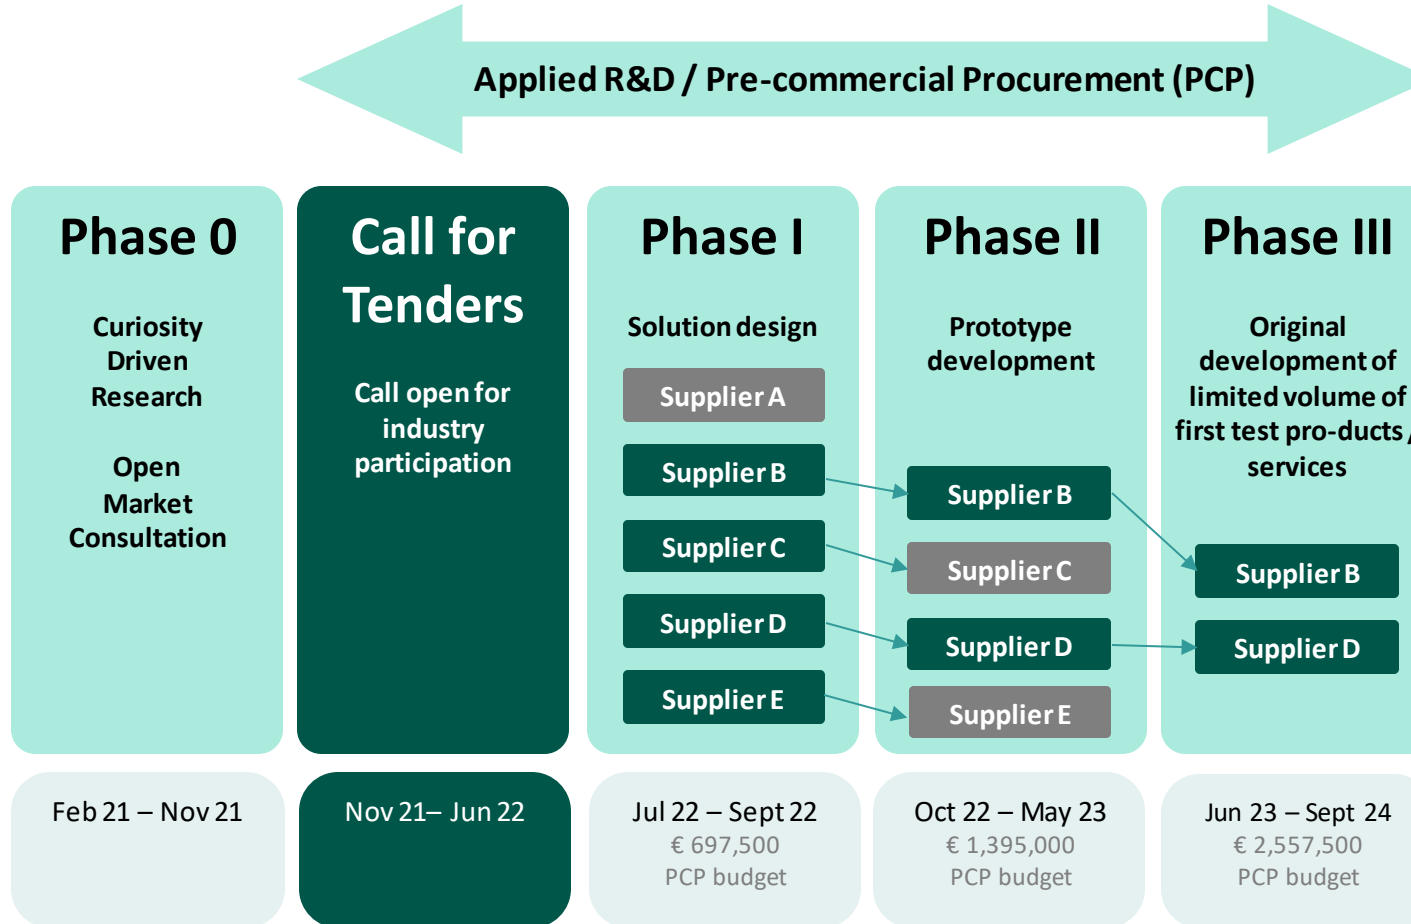 Applied R&D / Pre-commercial Procurement (PCP)
Phase 0
Curiosity
Driven
Research
Open
Market
Consultation
Feb 21 – Nov 21
Call for
Tenders
Call open for
industry
participation
Nov 21– Jun 22
Phase I
Solution design
Supplier A
Supplier B
Supplier C
Supplier D
Supplier E
Jul 22 – Sept 22
€ 697,500
PCP budget
Phase II
Prototype
development
Supplier B
Supplier C
Supplier D
Supplier E
Oct 22 – May 23
€ 1,395,000
PCP budget
Phase III
Original
development of
limited volume of
first test pro-ducts /
services
Supplier B
Supplier D
Jun 23 – Sept 24
€ 2,557,500
PCP budget